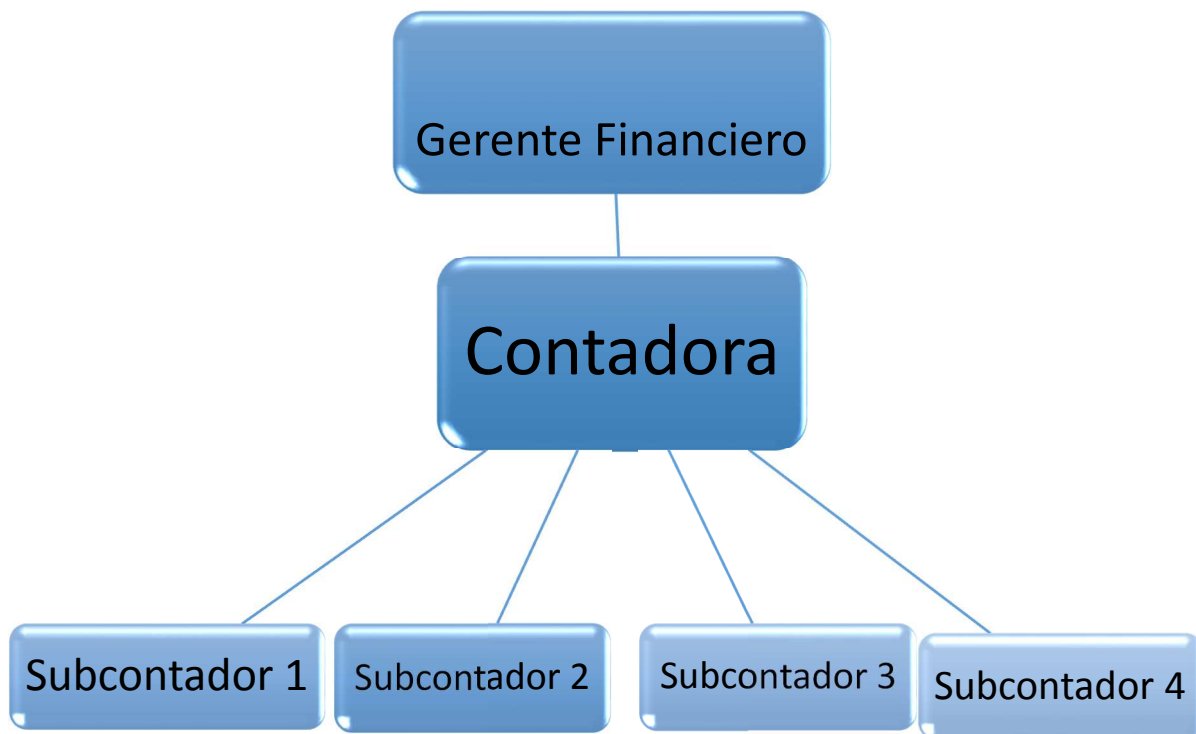 Gerente Financiero
Contadora
Subcontador 1
Subcontador 2
Subcontador 3
Subcontador 4